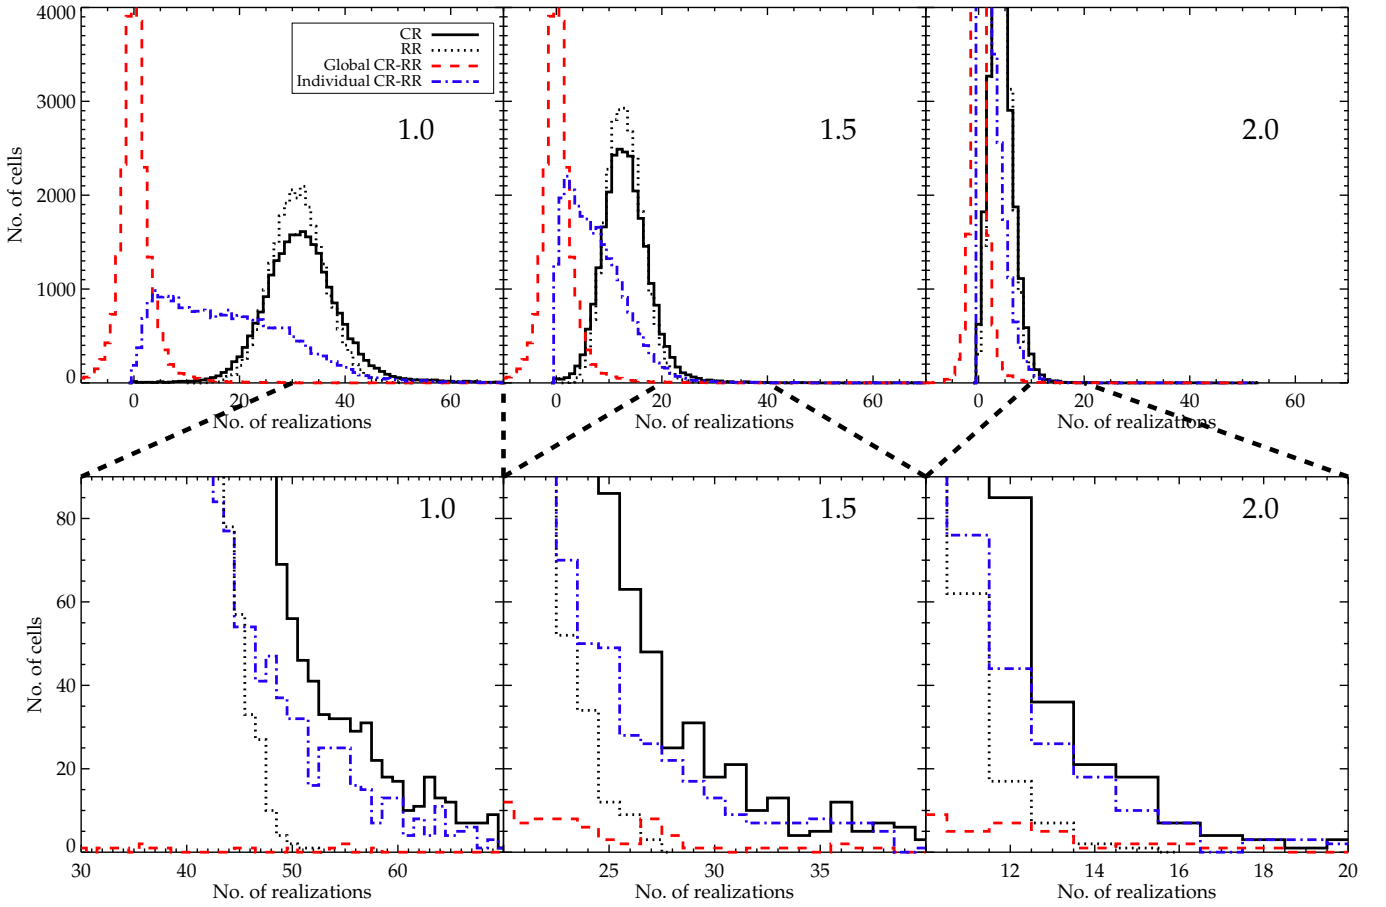 4000
3000
2000
1000
0
No. of cells
CR
RR
Global CR-RR
Individual CR-RR
1.0
1.5
2.0
0 20 40 60
0 20 40 60
0 20 40 60
No. of realizations
No. of realizations
No. of realizations
80
60
40
20
0
No. of cells
1.0
1.5
2.0
30 40 50 60
25 30 35
12 14 16 18 20
No. of realizations
No. of realizations
No. of realizations